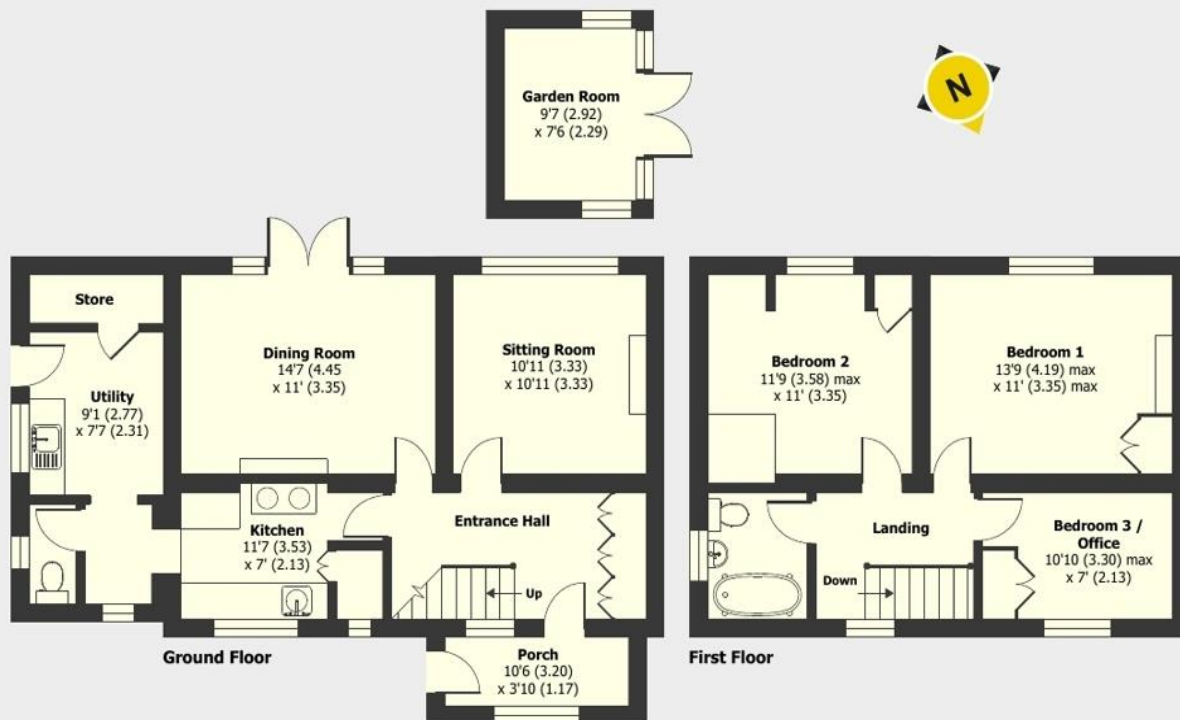 Garden Room
9'7 (2.92)
x 7'6 (2.29)
N
Store
Utility
9'1 (2.77)
x 7'7 (2.31)
Dining Room
14'7 (4.45
x 11' (3.35)
Sitting Room
10'11 (3.33)
x 10'11 (3.33)
Kitchen
11'7 (3.53)
x 7' (2.13)
Entrance Hall
Up
Porch
10'6 (3.20)
x 3'10 (1.17)
Ground Floor
Bedroom 2
11'9 (3.58) max
x 11' (3.35)
Bedroom 1
13'9 (4.19) max
x 11' (3.35) max
Landing
Down
Bedroom 3 /
Office
10'10 (3.30) max
x 7' (2.13)
First Floor